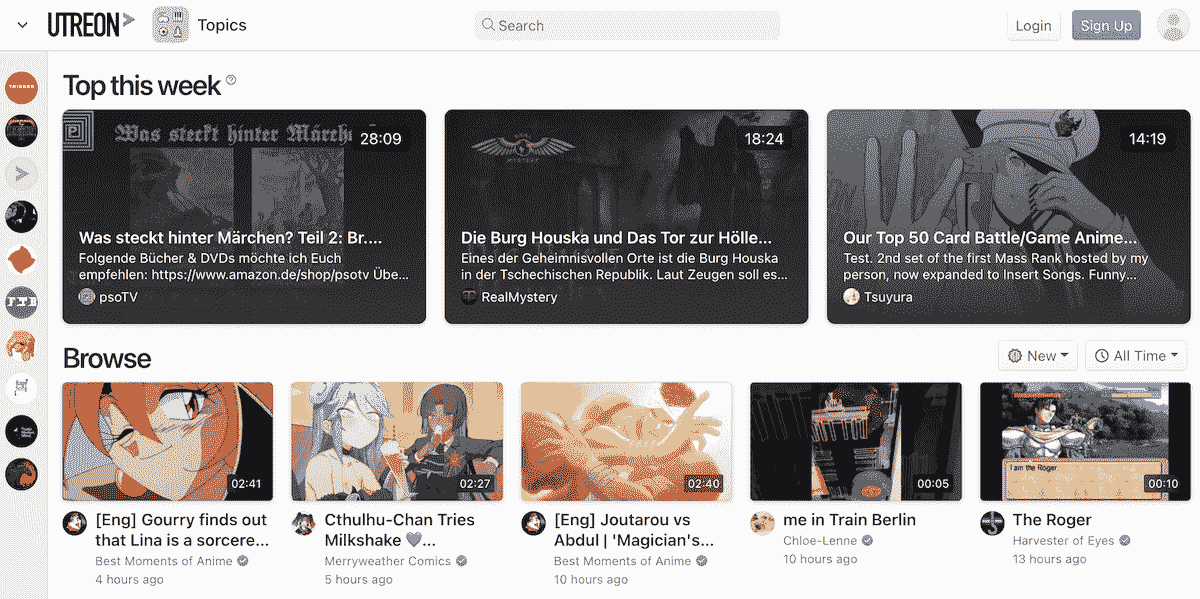 UTREON
Topics
Search
Login
Sign Up
TRIGGER
Top this week
Was steckt hinter Märche
28:09
Was steckt hinter Märchen? Teil 2: Br....
Folgende Bücher & DVDs möchte ich Euch
empfehlen: https://www.amazon.de/shop/psotv Übe...
psoTV
REAL
MYSTERY
18:24
Die Burg Houska und Das Tor zur Hölle...
Eines der Geheimnisvollen Orte ist die Burg Houska
in der Tschechischen Republik. Laut Zeugen soll es...
RealMystery
14:19
Our Top 50 Card Battle/Game Anime...
Test. 2nd set of the first Mass Rank hosted by my
person, now expanded to Insert Songs. Funny...
Tsuyura
Browse
New
All Time
02:41
[Eng] Gourry finds out
that Lina is a sorcere...
Best Moments of Anime
4 hours ago
02:27
Cthulhu-Chan Tries
Milkshake 🤍...
Merryweather Comics
5 hours ago
02:40
[Eng] Joutarou vs
Abdul | 'Magician's...
Best Moments of Anime
10 hours ago
00:05
me in Train Berlin
Chloe-Lenne
10 hours ago
I am the Roger
00:10
The Roger
Harvester of Eyes
13 hours ago